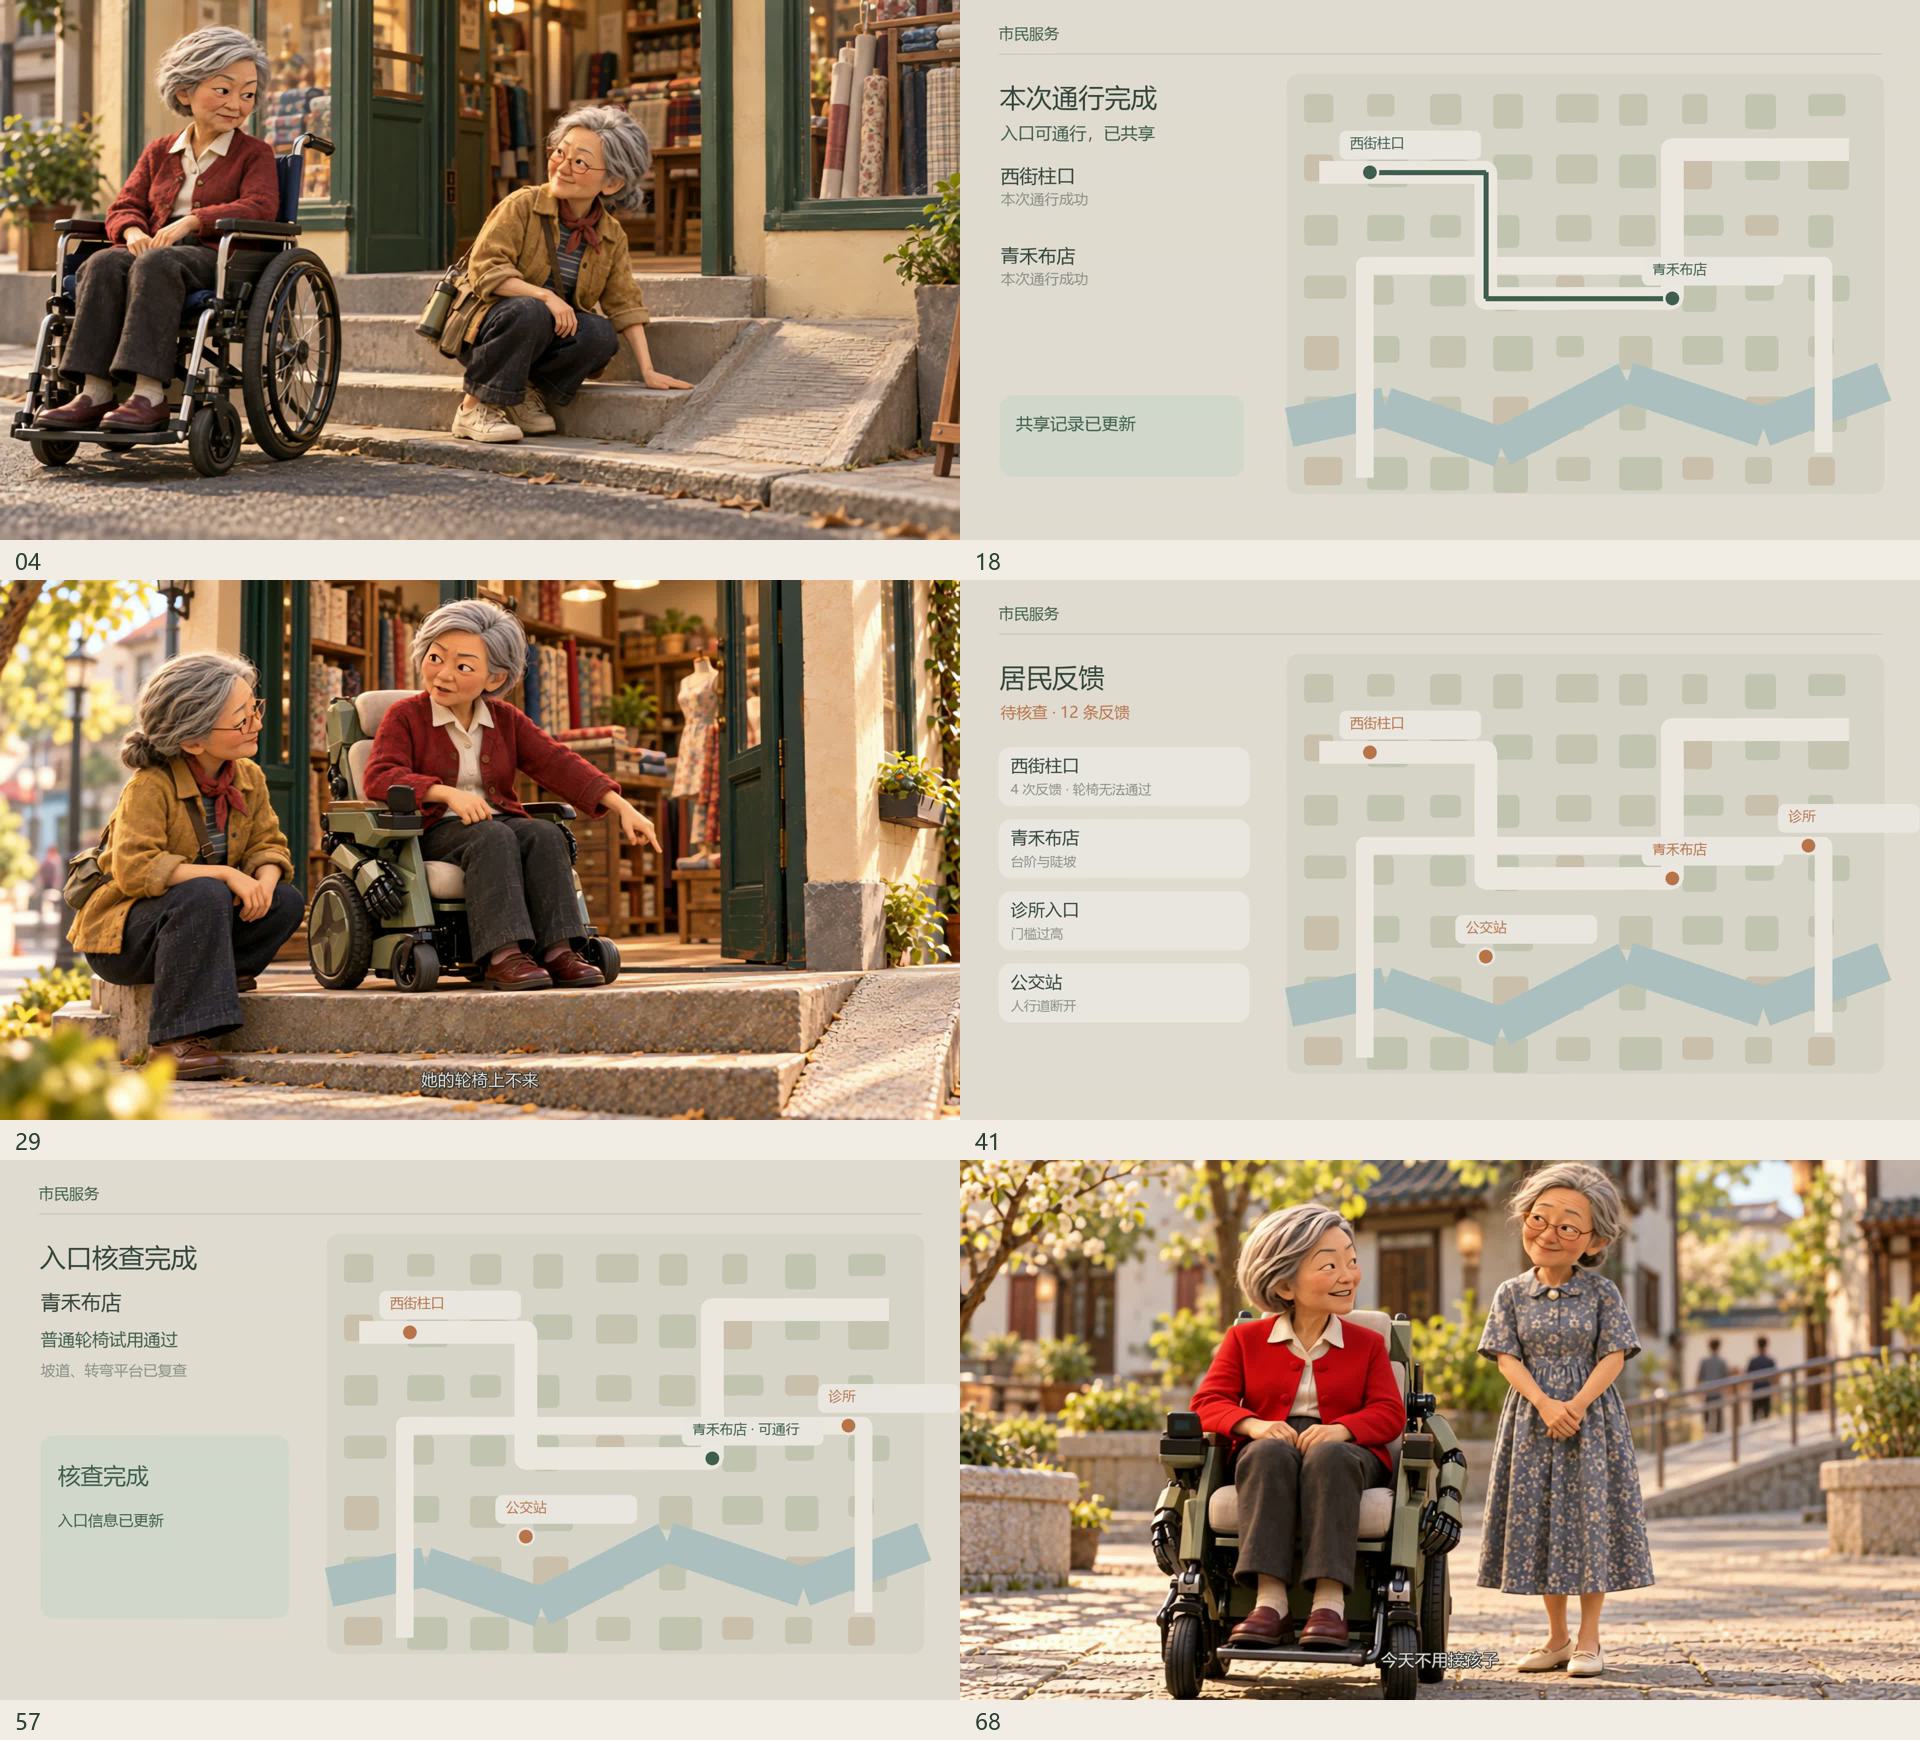 04
市民服务
本次通行完成
入口可通行，已共享
西街柱口
本次通行成功
青禾布店
本次通行成功
共享记录已更新
西街柱口
青禾布店
18
她的轮椅上不来
29
市民服务
居民反馈
待核查 · 12 条反馈
西街柱口
4 次反馈 · 轮椅无法通过
青禾布店
台阶与陡坡
诊所入口
门槛过高
公交站
人行道断开
西街柱口
诊所
青禾布店
公交站
41
市民服务
入口核查完成
青禾布店
普通轮椅试用通过
坡道、转弯平台已复查
核查完成
入口信息已更新
西街柱口
诊所
青禾布店 · 可通行
公交站
57
今天不用接孩子
68